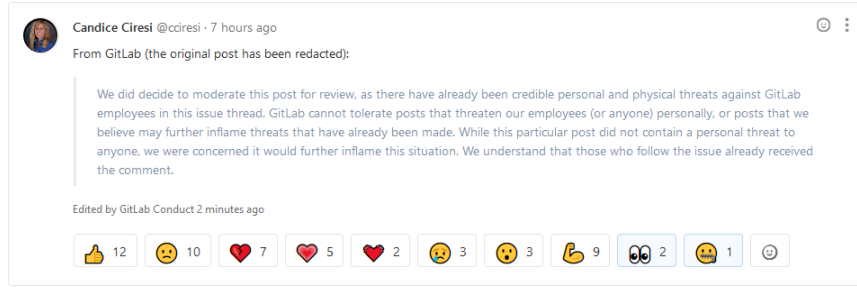 Candice Ciresi @cciresi · 7 hours ago
From GitLab (the original post has been redacted):
We did decide to moderate this post for review, as there have already been credible personal and physical threats against GitLab
employees in this issue thread. GitLab cannot tolerate posts that threaten our employees (or anyone) personally, or posts that we
believe may further inflame threats that have already been made. While this particular post did not contain a personal threat to
anyone, we were concerned it would further inflame this situation. We understand that those who follow the issue already received
the comment.
Edited by GitLab Conduct 2 minutes ago
12 10 7 5 2 3 3 9 2 1